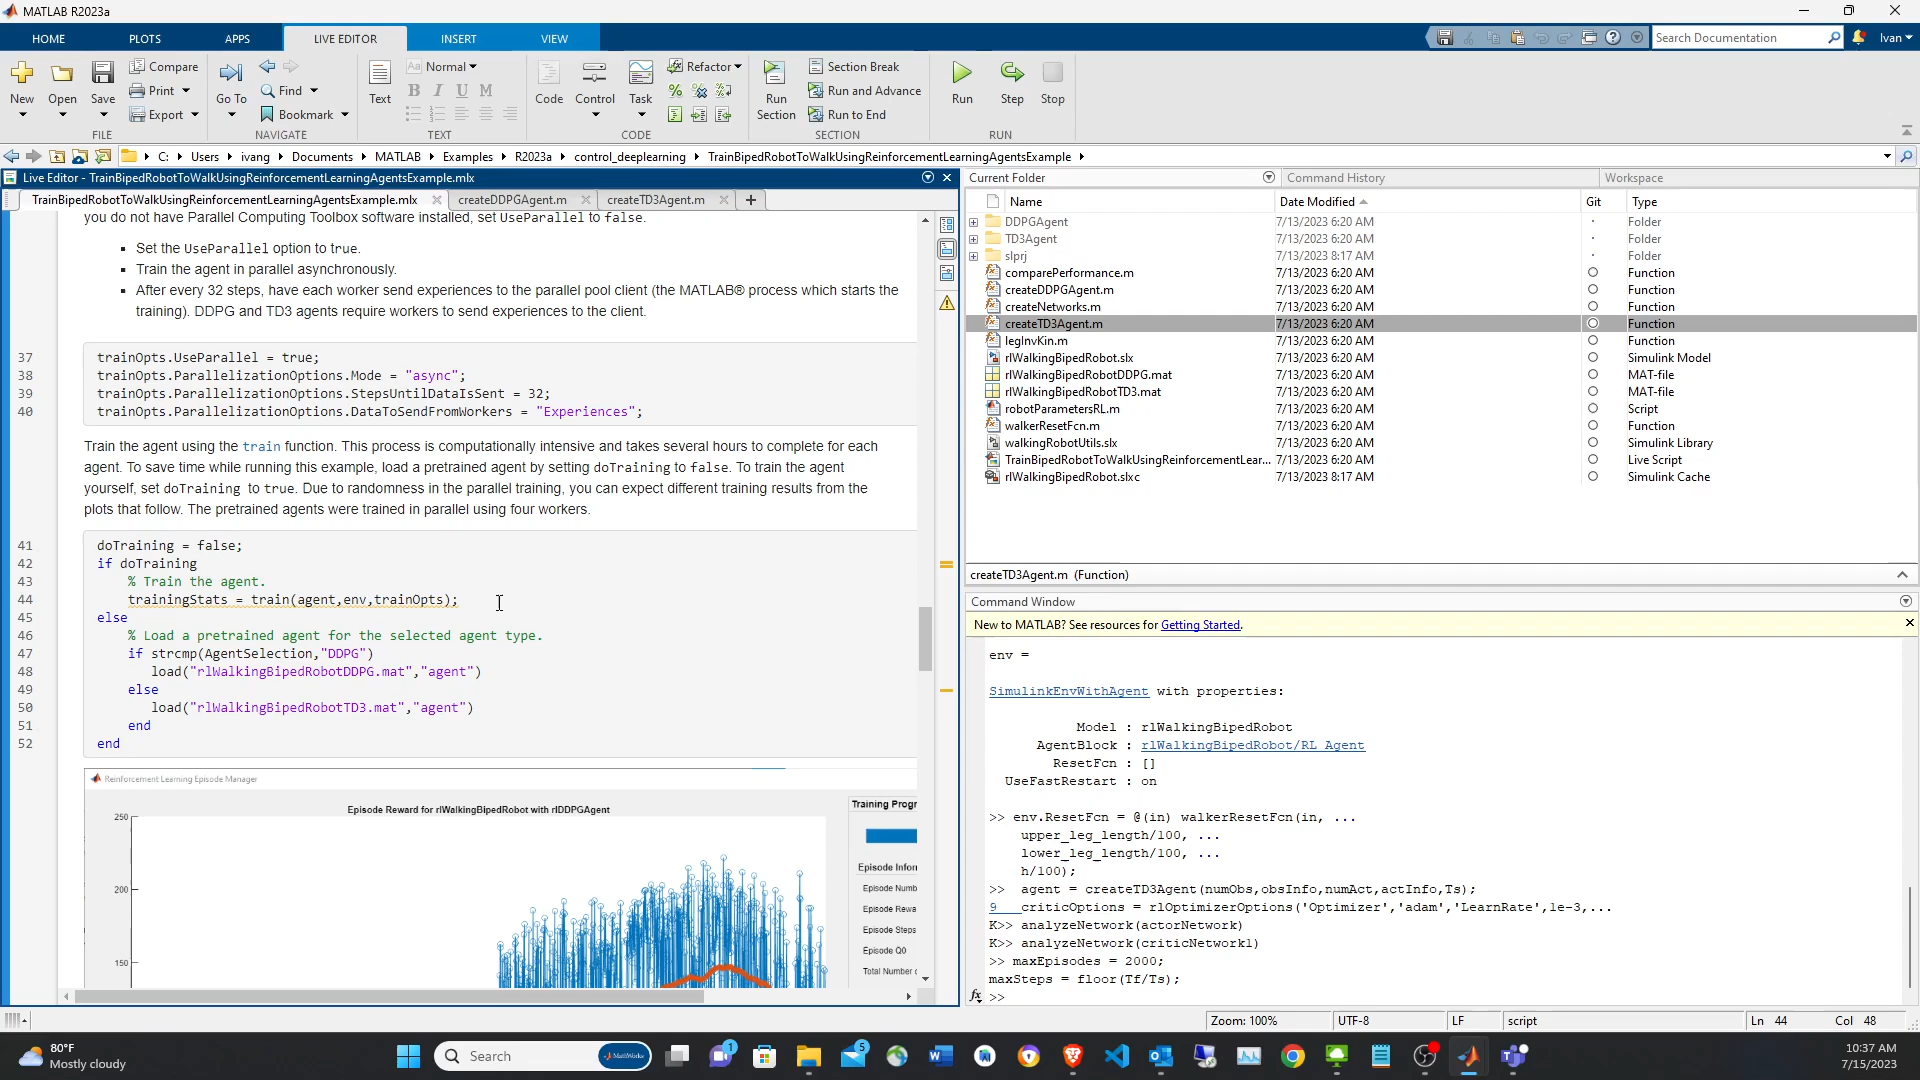 MATLAB R2023a
HOME PLOTS APPS LIVE EDITOR INSERT VIEW
Search Documentation
Ivan
New Open Save
Compare
Print
Export
FILE
Go To
Find
Bookmark
NAVIGATE
Text
Aa Normal
B I U M
TEXT
Code Control Task
Refactor
CODE
Run Section
Section Break
Run and Advance
Run to End
SECTION
Run Step Stop
RUN
C: Users ivang Documents MATLAB Examples R2023a control_deeplearning TrainBipedRobotToWalkUsingReinforcementLearningAgentsExample
Live Editor - TrainBipedRobotToWalkUsingReinforcementLearningAgentsExample.mlx
TrainBipedRobotToWalkUsingReinforcementLearningAgentsExample.mlx createDDPGAgent.m createTD3Agent.m
you do not have Parallel Computing Toolbox software installed, set UseParallel to false.
Set the UseParallel option to true.
Train the agent in parallel asynchronously.
After every 32 steps, have each worker send experiences to the parallel pool client (the MATLAB® process which starts the
training). DDPG and TD3 agents require workers to send experiences to the client.
37 trainOpts.UseParallel = true;
38 trainOpts.ParallelizationOptions.Mode = "async";
39 trainOpts.ParallelizationOptions.StepsUntilDataIsSent = 32;
40 trainOpts.ParallelizationOptions.DataToSendFromWorkers = "Experiences";
Train the agent using the train function. This process is computationally intensive and takes several hours to complete for each
agent. To save time while running this example, load a pretrained agent by setting doTraining to false. To train the agent
yourself, set doTraining to true. Due to randomness in the parallel training, you can expect different training results from the
plots that follow. The pretrained agents were trained in parallel using four workers.
41 doTraining = false;
42 if doTraining
43 % Train the agent.
44 trainingStats = train(agent,env,trainOpts);
45 else
46 % Load a pretrained agent for the selected agent type.
47 if strcmp(AgentSelection,"DDPG")
48 load("rlWalkingBipedRobotDDPG.mat","agent")
49 else
50 load("rlWalkingBipedRobotTD3.mat","agent")
51 end
52 end
Reinforcement Learning Episode Manager
Episode Reward for rlWalkingBipedRobot with rlDDPGAgent
250
200
150
Training Progr
Episode Inforn
Episode Numb
Episode Rewa
Episode Steps
Episode Q0
Total Number o
Current Folder Command History Workspace
Name Date Modified Git Type
DDPGAgent 7/13/2023 6:20 AM Folder
TD3Agent 7/13/2023 6:20 AM Folder
slprj 7/13/2023 8:17 AM Folder
comparePerformance.m 7/13/2023 6:20 AM Function
createDDPGAgent.m 7/13/2023 6:20 AM Function
createNetworks.m 7/13/2023 6:20 AM Function
createTD3Agent.m 7/13/2023 6:20 AM Function
legInvKin.m 7/13/2023 6:20 AM Function
rlWalkingBipedRobot.slx 7/13/2023 6:20 AM Simulink Model
rlWalkingBipedRobotDDPG.mat 7/13/2023 6:20 AM MAT-file
rlWalkingBipedRobotTD3.mat 7/13/2023 6:20 AM MAT-file
robotParametersRL.m 7/13/2023 6:20 AM Script
walkerResetFcn.m 7/13/2023 6:20 AM Function
walkingRobotUtils.slx 7/13/2023 6:20 AM Simulink Library
TrainBipedRobotToWalkUsingReinforcementLear... 7/13/2023 6:20 AM Live Script
rlWalkingBipedRobot.slxc 7/13/2023 8:17 AM Simulink Cache
createTD3Agent.m (Function)
Command Window
New to MATLAB? See resources for Getting Started.
env =
SimulinkEnvWithAgent with properties:
Model : rlWalkingBipedRobot
AgentBlock : rlWalkingBipedRobot/RL Agent
ResetFcn : []
UseFastRestart : on
>> env.ResetFcn = @(in) walkerResetFcn(in, ...
upper_leg_length/100, ...
lower_leg_length/100, ...
h/100);
>> agent = createTD3Agent(numObs,obsInfo,numAct,actInfo,Ts);
9 criticOptions = rlOptimizerOptions('Optimizer','adam','LearnRate',1e-3,...
K>> analyzeNetwork(actorNetwork)
K>> analyzeNetwork(criticNetwork1)
>> maxEpisodes = 2000;
maxSteps = floor(Tf/Ts);
fx >>
Zoom: 100% UTF-8 LF script Ln 44 Col 48
80°F
Mostly cloudy
Search
MathWorks
1
5
10:37 AM
7/15/2023